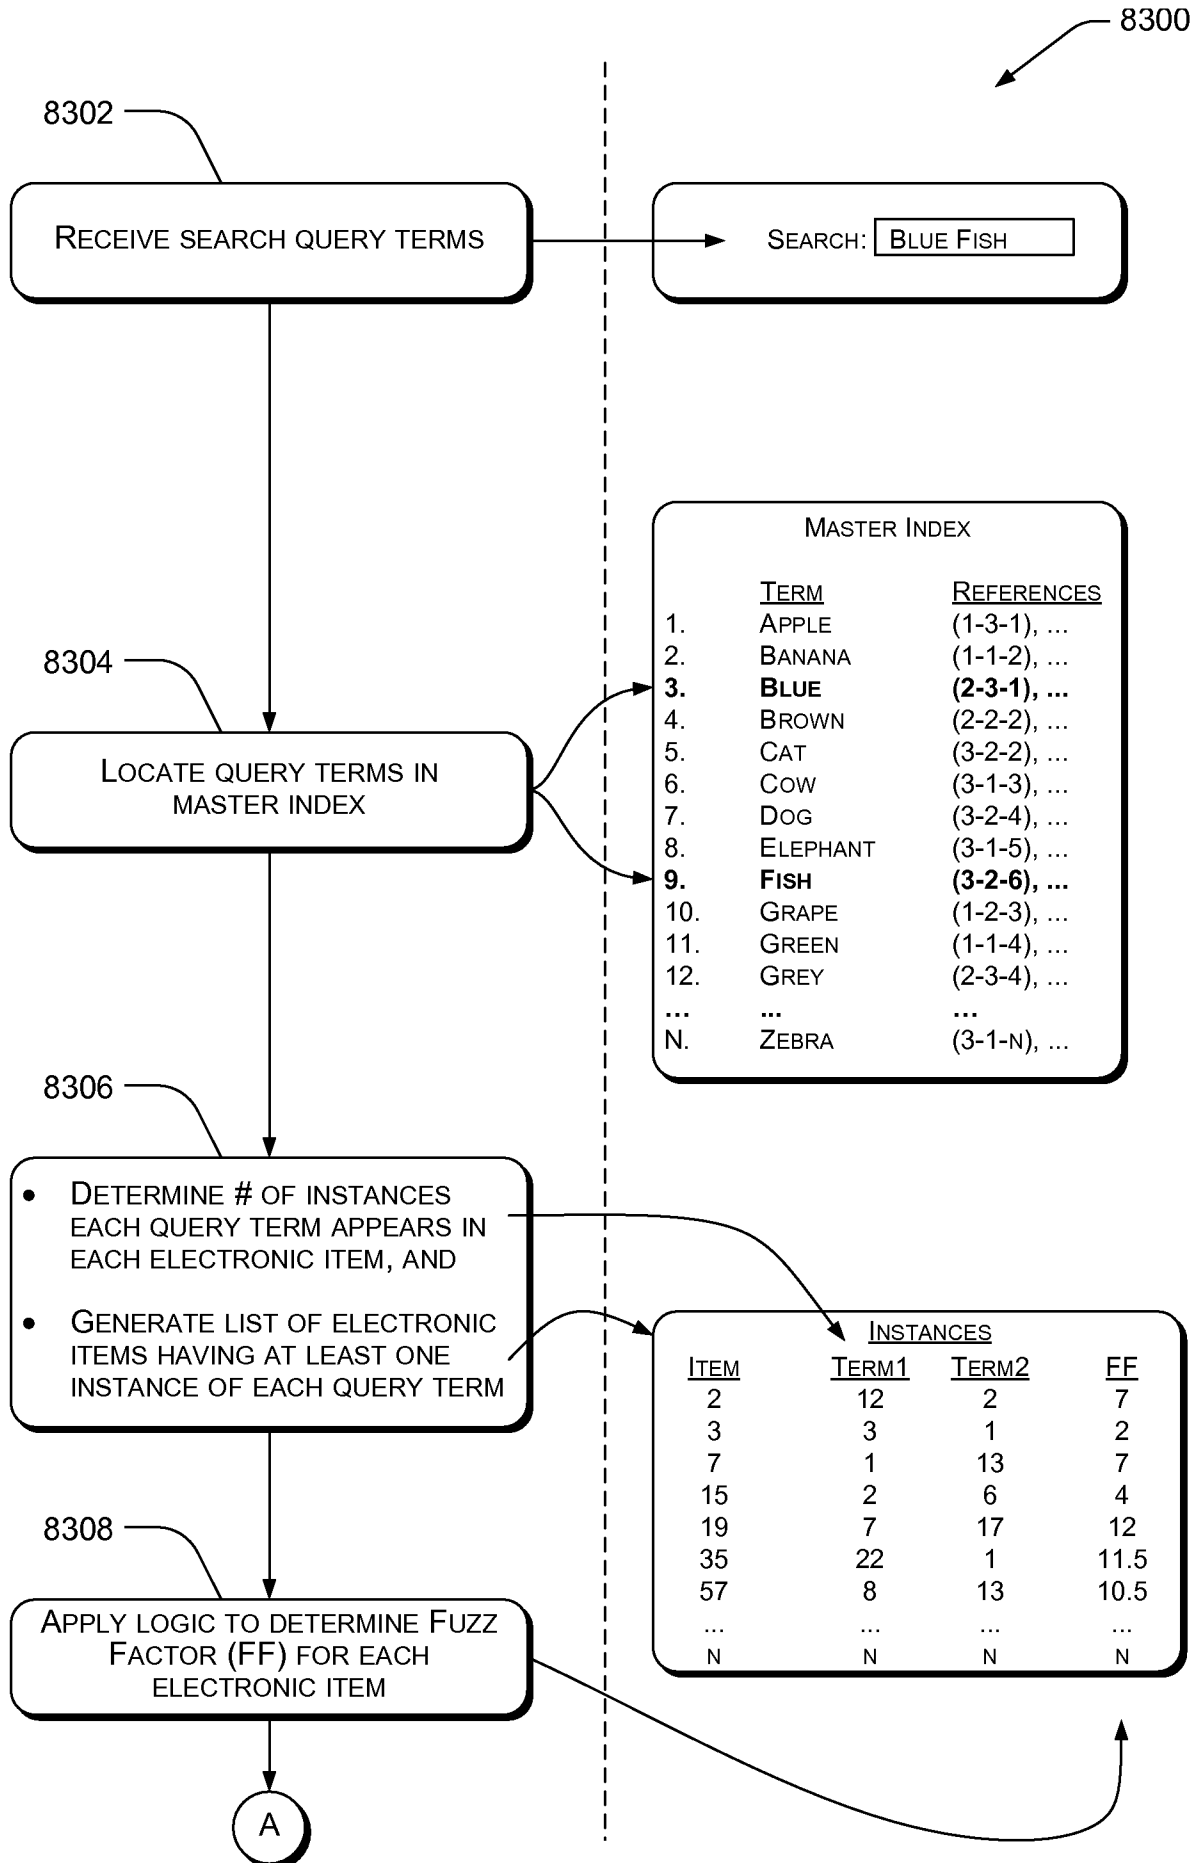 8300
8302
RECEIVE SEARCH QUERY TERMS
SEARCH: BLUE FISH
MASTER INDEX
TERM REFERENCES
1. APPLE (1-3-1), ...
2. BANANA (1-1-2), ...
3. BLUE (2-3-1), ...
4. BROWN (2-2-2), ...
5. CAT (3-2-2), ...
6. COW (3-1-3), ...
7. DOG (3-2-4), ...
8. ELEPHANT (3-1-5), ...
9. FISH (3-2-6), ...
10. GRAPE (1-2-3), ...
11. GREEN (1-1-4), ...
12. GREY (2-3-4), ...
... ... ...
N. ZEBRA (3-1-N), ...
8304
LOCATE QUERY TERMS IN
MASTER INDEX
8306
• DETERMINE # OF INSTANCES
EACH QUERY TERM APPEARS IN
EACH ELECTRONIC ITEM, AND
• GENERATE LIST OF ELECTRONIC
ITEMS HAVING AT LEAST ONE
INSTANCE OF EACH QUERY TERM
INSTANCES
ITEM TERM1 TERM2 FF
2 12 2 7
3 3 1 2
7 1 13 7
15 2 6 4
19 7 17 12
35 22 1 11.5
57 8 13 10.5
... ... ... ...
N N N N
8308
APPLY LOGIC TO DETERMINE FUZZ
FACTOR (FF) FOR EACH
ELECTRONIC ITEM
A